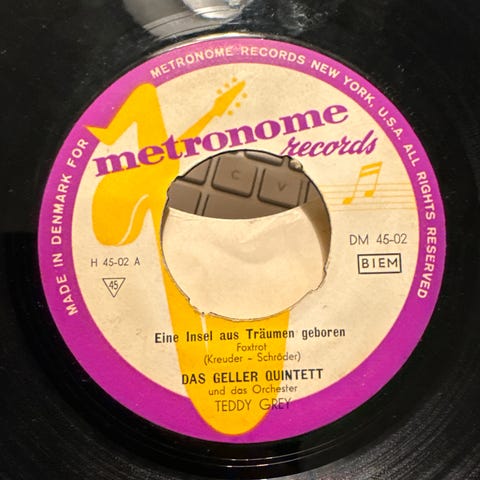 MADE IN DENMARK FOR METRONOME RECORDS NEW YORK, U.S.A. ALL RIGHTS RESERVED
metronome
records
C V
DM 45-02
H 45-02 A
BIEM
45
Eine Insel aus Träumen geboren
Foxtrot
(Kreuder - Schröder)
DAS GELLER QUINTETT
und das Orchester
TEDDY GREY